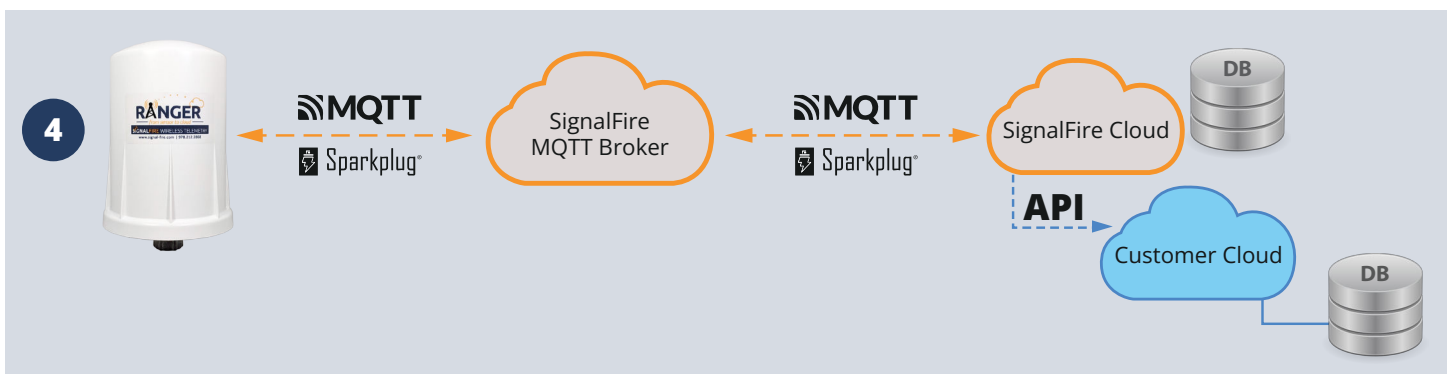 4
RANGER
SIGNALFIRE WIRELESS TELEMETRY
MQTT
Sparkplug®
SignalFire
MQTT Broker
MQTT
Sparkplug®
SignalFire Cloud
DB
API
Customer Cloud
DB